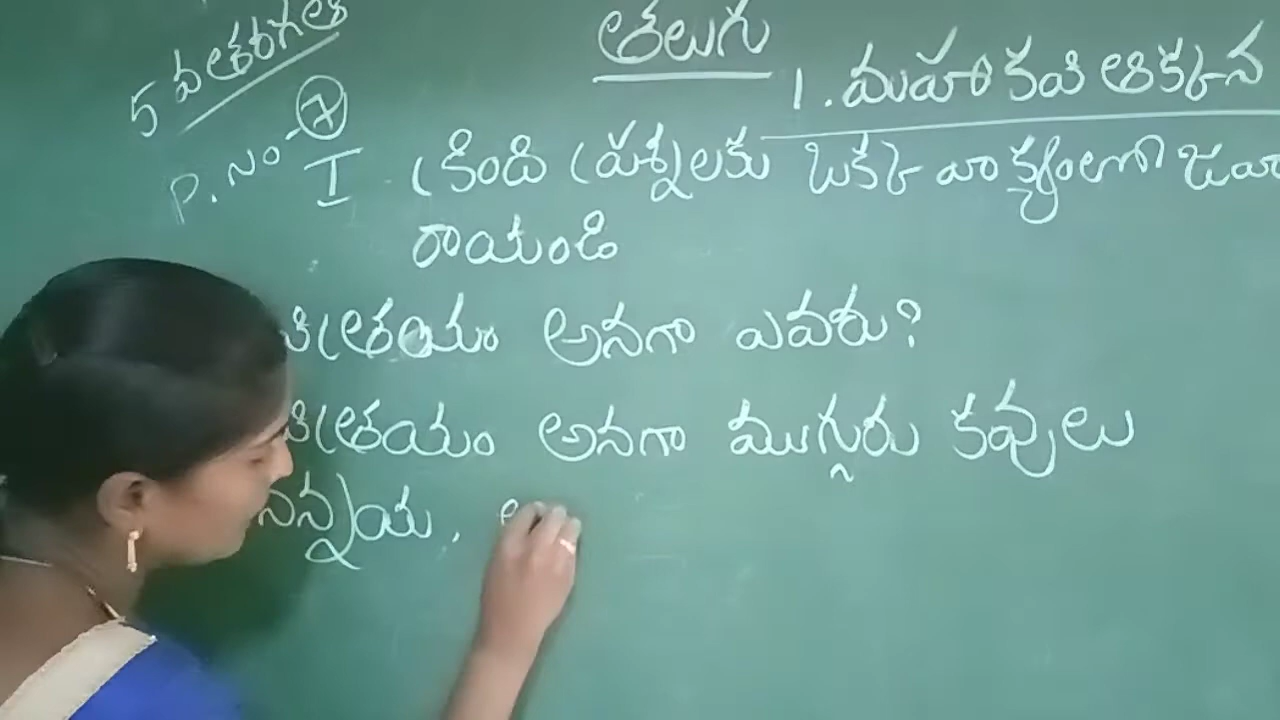 5 వ తరగతి
తెలుగు
P. No - 7
1. మహాకవి తిక్కన
I. క్రింది ప్రశ్నలకు ఒక్క వాక్యంలో జవా
రాయండి
విత్రయం అనగా ఎవరు?
విత్రయం అనగా ముగ్గురు కవులు
నన్నయ,